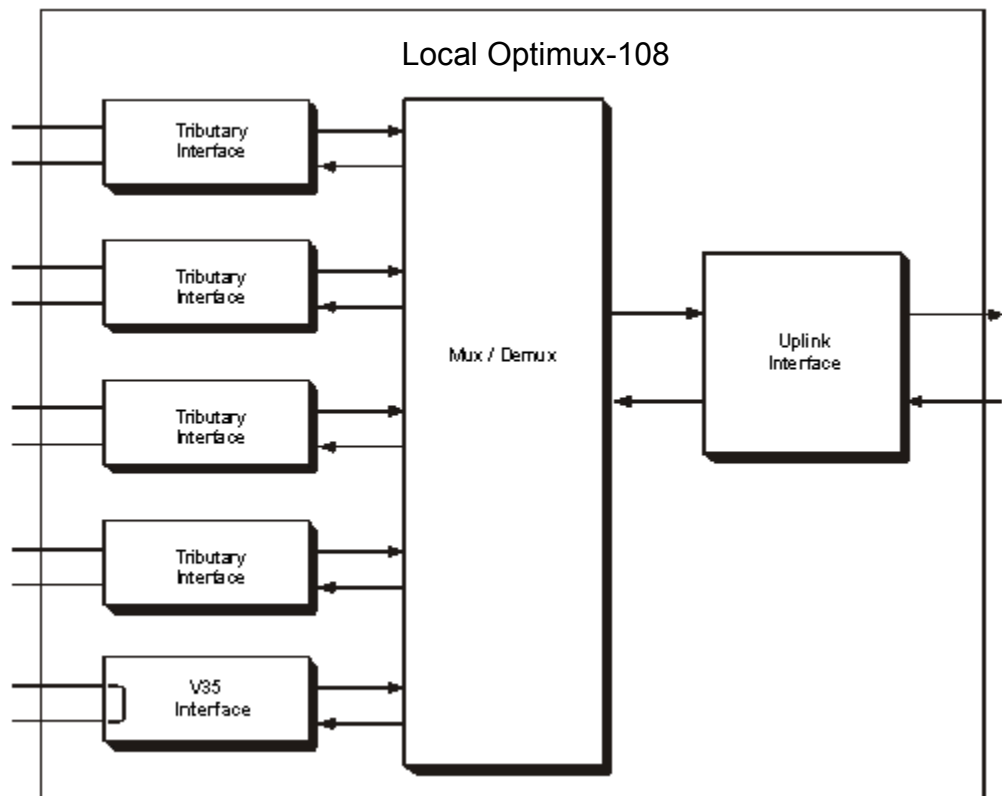 Local Optimux-108
Tributary
Interface
Tributary
Interface
Tributary
Interface
Tributary
Interface
V35
Interface
Mux / Demux
Uplink
Interface